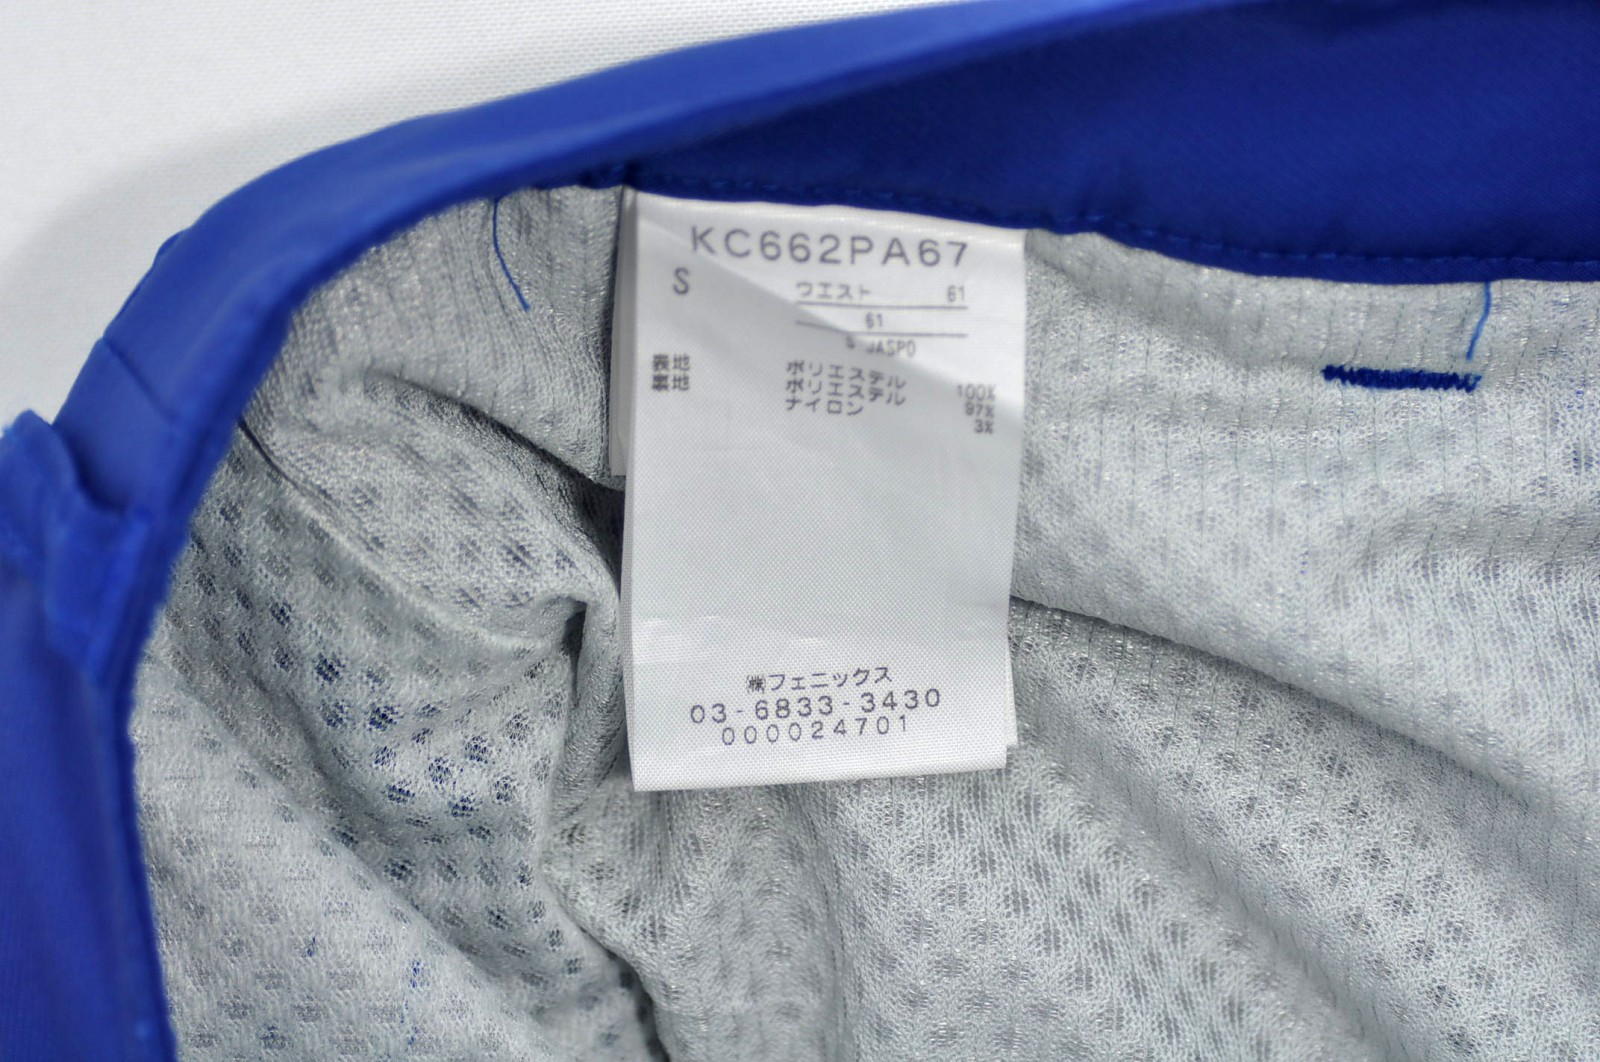 KC662PA67
S ウエスト 61
61
S JASPO
表地 ポリエステル 100%
裏地 ポリエステル 97%
ナイロン 3%
㈱フェニックス
03-6833-3430
000024701